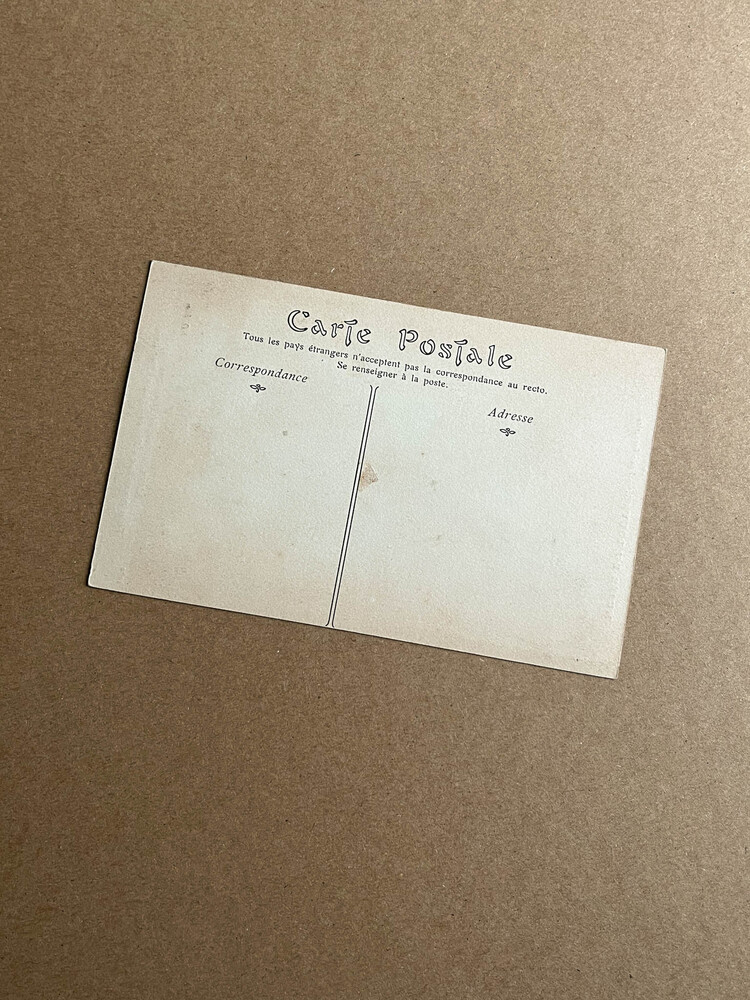 Carte Postale
Tous les pays étrangers n'acceptent pas la correspondance au recto.
Se renseigner à la poste.
Correspondance
Adresse